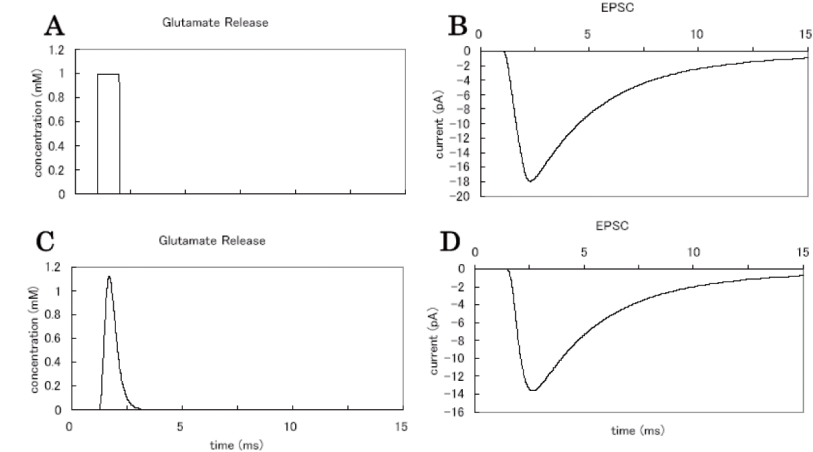 A
Glutamate Release
1.2
1
0.8
0.6
0.4
0.2
0
concentration (mM)
B
EPSC
0 5 10 15
0
-2
-4
-6
-8
-10
-12
-14
-16
-18
-20
current (pA)
C
Glutamate Release
1.2
1
0.8
0.6
0.4
0.2
0
concentration (mM)
0 5 10 15
time (ms)
D
EPSC
0 5 10 15
0
-2
-4
-6
-8
-10
-12
-14
-16
current (pA)
time (ms)